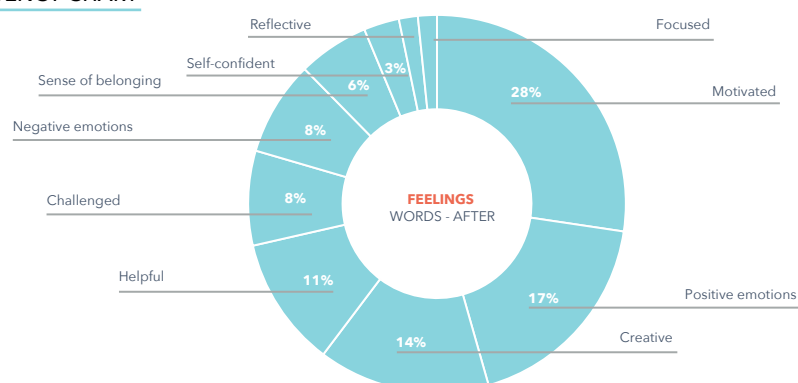 Reflective
Focused
Self-confident
3%
Sense of belonging
6%
28%
Motivated
Negative emotions
8%
Challenged
8%
FEELINGS
WORDS - AFTER
Helpful
11%
17%
Positive emotions
14%
Creative